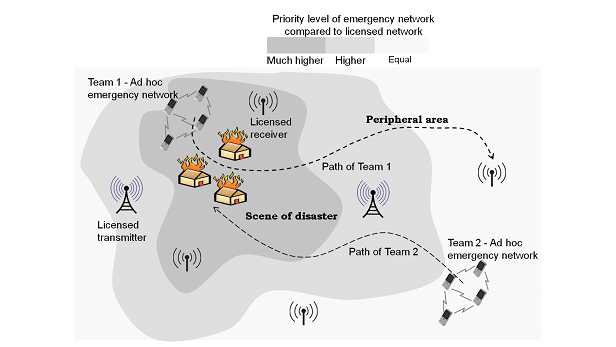 Priority level of emergency network
compared to licensed network
Much higher Higher Equal
Team 1 - Ad hoc
emergency network
Licensed
receiver
Peripheral area
Path of Team 1
Licensed
transmitter
Scene of disaster
Path of Team 2
Team 2 - Ad hoc
emergency network